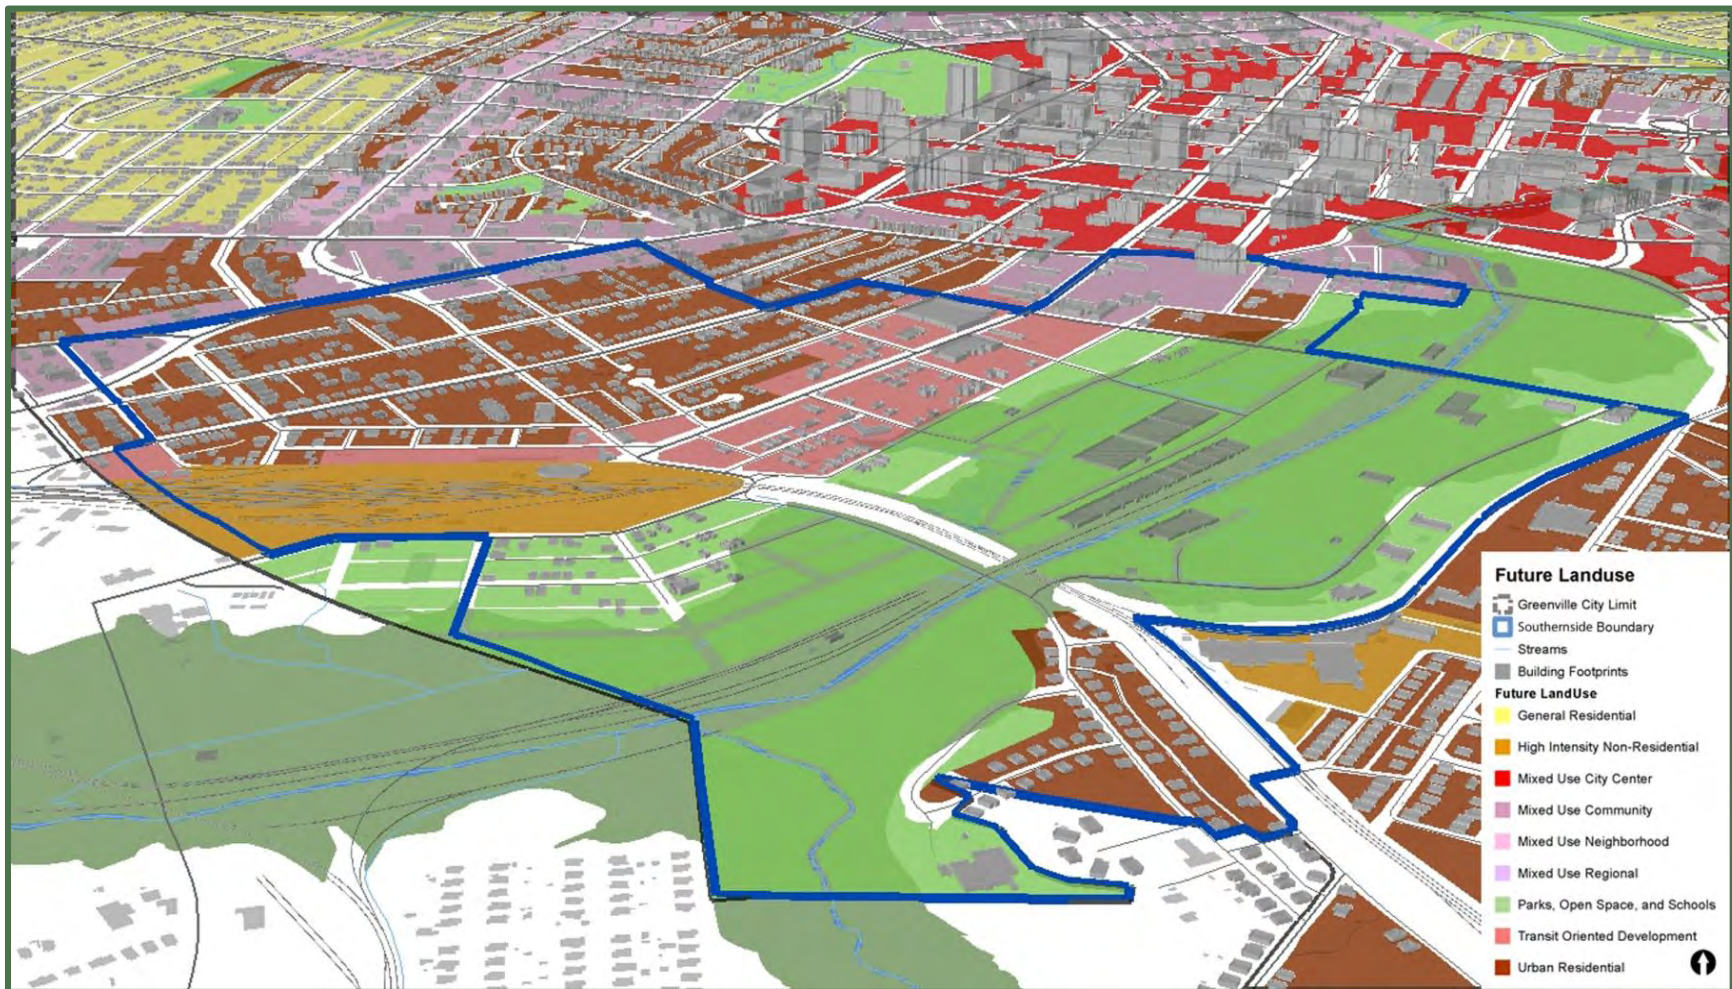 Future Landuse
Greenville City Limit
Southernside Boundary
Streams
Building Footprints
Future LandUse
General Residential
High Intensity Non-Residential
Mixed Use City Center
Mixed Use Community
Mixed Use Neighborhood
Mixed Use Regional
Parks, Open Space, and Schools
Transit Oriented Development
Urban Residential